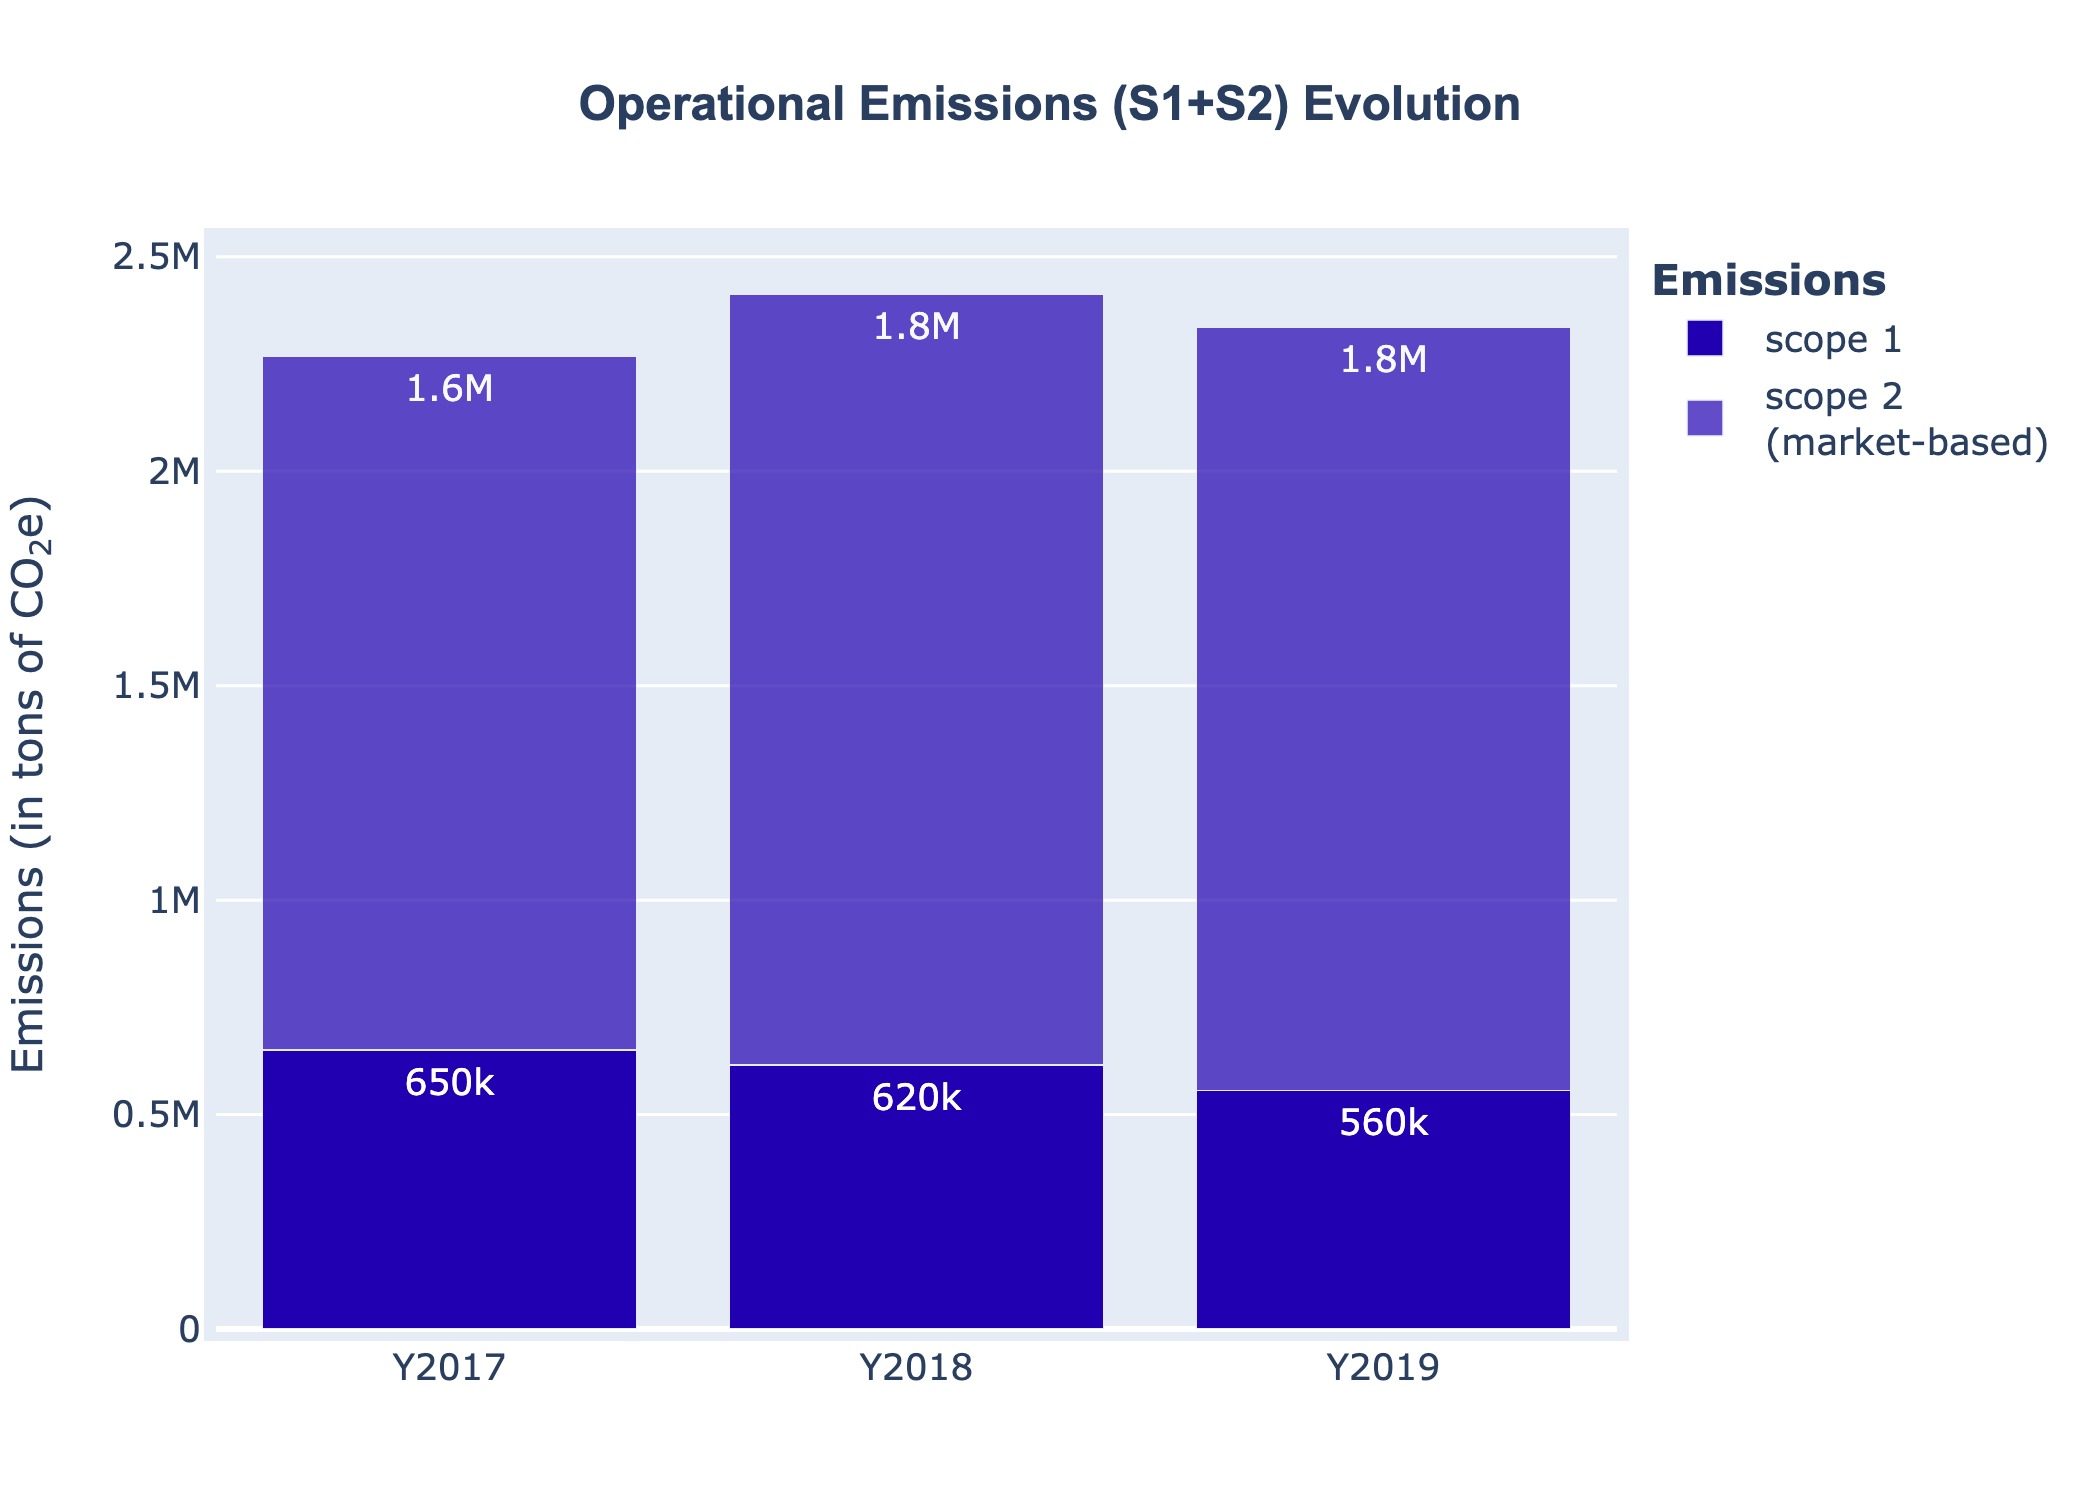 Operational Emissions (S1+S2) Evolution
Emissions (in tons of CO₂e)
2.5M
2M
1.5M
1M
0.5M
0
1.6M
1.8M
1.8M
650k
620k
560k
Y2017
Y2018
Y2019
Emissions
scope 1
scope 2
(market-based)